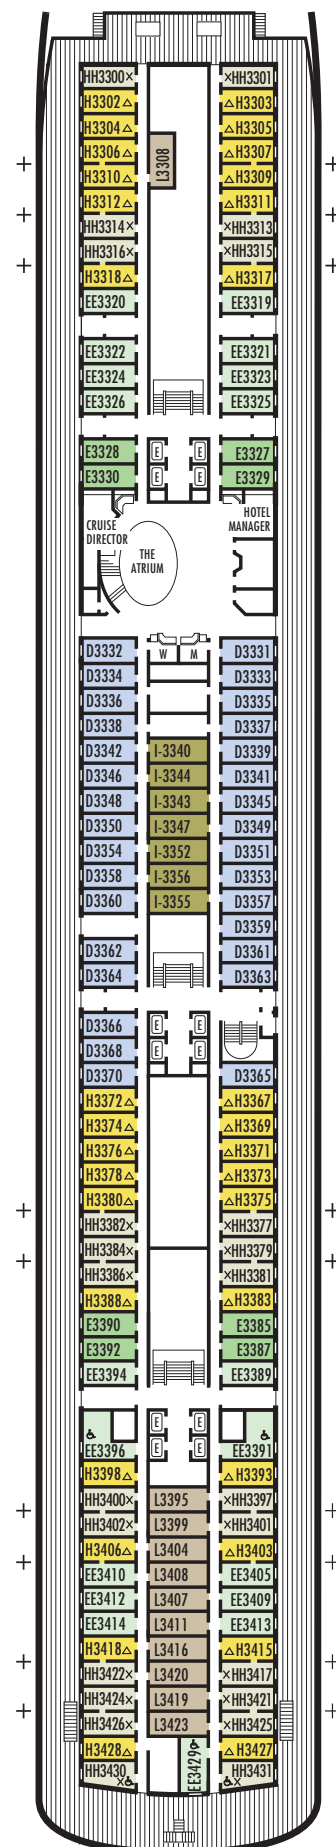 HH3300× ×HH3301
H3302△ △H3303
H3304△ △H3305
H3306△ L3308 △H3307
H3310△ △H3309
H3312△ △H3311
HH3314× ×HH3313
HH3316× ×HH3315
H3318△ △H3317
EE3320 EE3319
EE3322 EE3321
EE3324 EE3323
EE3326 EE3325
E3328 E E E3327
E3330 E E E3329
CRUISE DIRECTOR
THE ATRIUM
HOTEL MANAGER
W M
D3332 D3331
D3334 D3333
D3336 D3335
D3338 D3337
D3342 I-3340 D3339
D3346 I-3344 D3341
D3348 I-3343 D3345
D3350 I-3347 D3349
D3354 I-3352 D3351
D3358 I-3356 D3353
D3360 I-3355 D3357
D3359
D3362 D3361
D3364 D3363
D3366 E E
D3368 E E
D3370 D3365
H3372△ △H3367
H3374△ △H3369
H3376△ △H3371
H3378△ △H3373
H3380△ △H3375
HH3382× ×HH3377
HH3384× ×HH3379
HH3386× ×HH3381
H3388△ △H3383
E3390 E3385
E3392 E3387
EE3394 EE3389
E E
EE3396 E E EE3391
H3398△ △H3393
HH3400× L3395 ×HH3397
HH3402× L3399 ×HH3401
H3406△ L3404 △H3403
EE3410 L3408 EE3405
EE3412 L3407 EE3409
EE3414 L3411 EE3413
H3418△ L3416 △H3415
HH3422× L3420 ×HH3417
HH3424× L3419 ×HH3421
HH3426× L3423 ×HH3425
H3428△ EE3429 △H3427
HH3430× ×HH3431